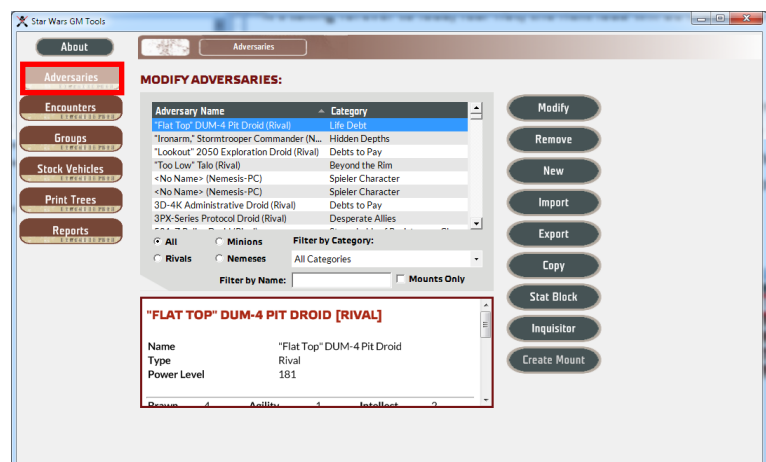 Star Wars GM Tools
About
Adversaries
Adversaries
Encounters
Groups
Stock Vehicles
Print Trees
Reports
MODIFY ADVERSARIES:
Adversary Name Category
"Flat Top" DUM-4 Pit Droid (Rival) Life Debt
"Ironarm," Stormtrooper Commander (N... Hidden Depths
"Lookout" 2050 Exploration Droid (Rival) Debts to Pay
"Too Low" Talo (Rival) Beyond the Rim
<No Name> (Nemesis-PC) Spieler Character
<No Name> (Nemesis-PC) Spieler Character
3D-4K Administrative Droid (Rival) Debts to Pay
3PX-Series Protocol Droid (Rival) Desperate Allies
All Minions Filter by Category:
Rivals Nemeses All Categories
Filter by Name: Mounts Only
"FLAT TOP" DUM-4 PIT DROID [RIVAL]
Name "Flat Top" DUM-4 Pit Droid
Type Rival
Power Level 181
Brawn 4 Agility 1 Intellect 2
Modify
Remove
New
Import
Export
Copy
Stat Block
Inquisitor
Create Mount